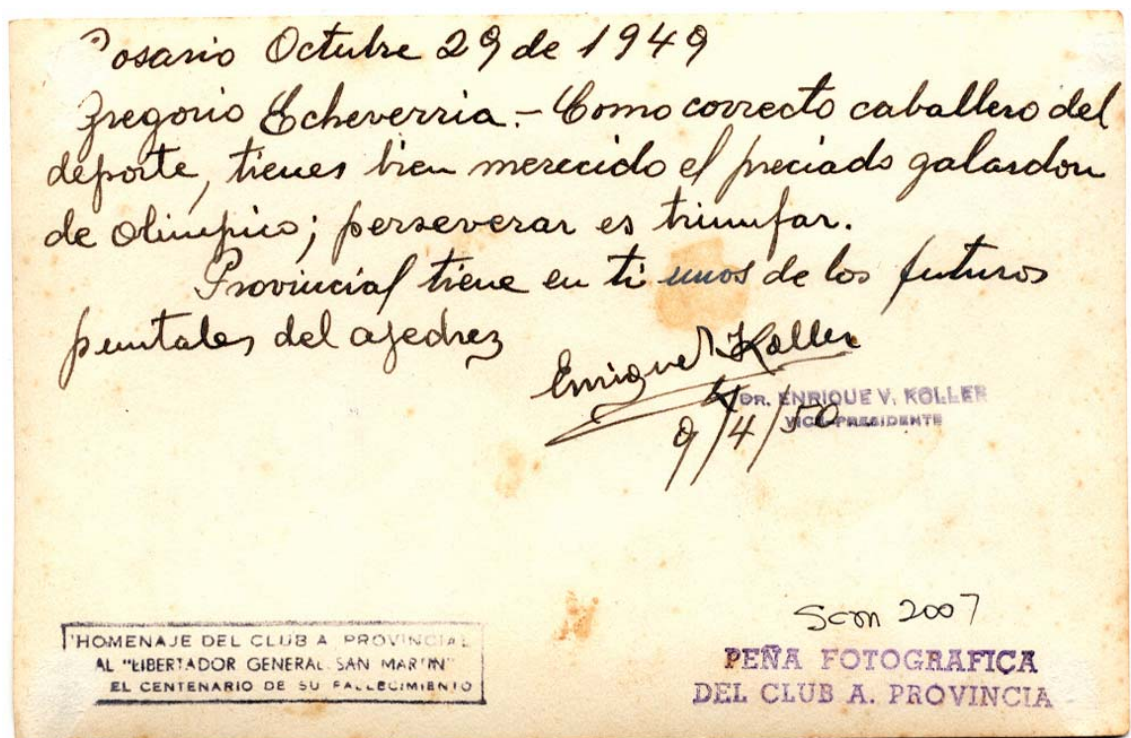 Rosario Octubre 29 de 1949
Gregorio Echeverria.- Como correcto caballero del
deporte, tienes bien merecido el preciado galardon
de olimpico; perseverar es triunfar.
Provincial tiene en ti unos de los futuros
puntales del ajedrez
Enrique V Koller
DR. ENRIQUE V. KOLLER
VICE-PRESIDENTE
9/4/50
Scm 2007
HOMENAJE DEL CLUB A. PROVINCIAL
AL "LIBERTADOR GENERAL SAN MARTIN"
EL CENTENARIO DE SU FALLECIMIENTO
PEÑA FOTOGRAFICA
DEL CLUB A. PROVINCIA